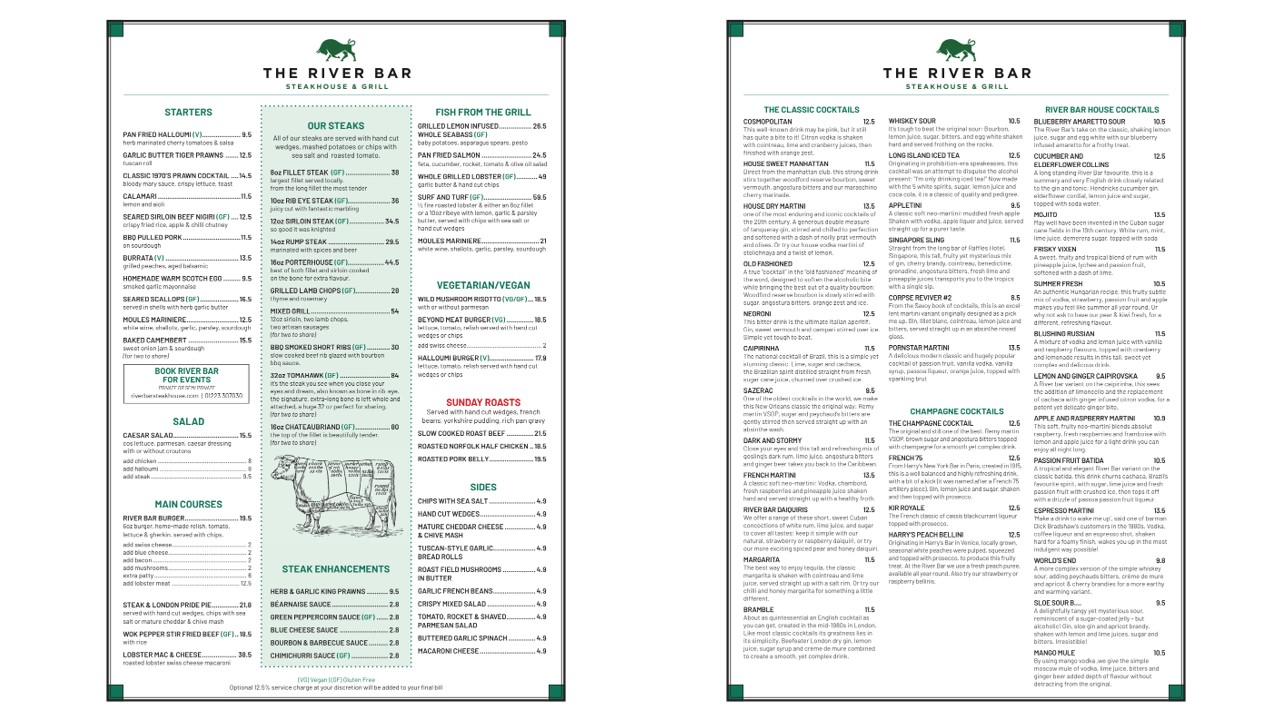 THE RIVER BAR
STEAKHOUSE & GRILL
STARTERS
PAN FRIED HALLOUMI (V)................. 9.5
herb marinated cherry tomatoes & salsa
GARLIC BUTTER TIGER PRAWNS ...... 12.5
tuscan roll
CLASSIC 1970'S PRAWN COCKTAIL ....14.5
bloody mary sauce, crispy lettuce, toast
CALAMARI.................................11.5
lemon and aioli
SEARED SIRLOIN BEEF NIGIRI (GF) .... 12.5
crispy fried rice, apple & chilli chutney
BBQ PULLED PORK.......................11.5
on sourdough
BURRATA (V)............................. 13.5
grilled peaches, aged balsamic
HOMEMADE WARM SCOTCH EGG ......... 9.5
smoked garlic mayonnaise
SEARED SCALLOPS (GF)................ 16.5
served in shells with herb garlic butter
MOULES MARINIERE..................... 12.5
white wine, shallots, garlic, parsley, sourdough
BAKED CAMEMBERT ..................... 15.5
sweet onion jam & sourdough
(for two to share)
BOOK RIVER BAR
FOR EVENTS
PRIVATE OR SEMI PRIVATE
riverbarsteakhouse.com | 01223 307030
SALAD
CAESAR SALAD........................... 15.5
cos lettuce, parmesan, caesar dressing
with or without croutons
add chicken ............................. 8
add halloumi ............................ 8
add steak............................... 9.5
MAIN COURSES
RIVER BAR BURGER...................... 19.5
6oz burger, home-made relish, tomato,
lettuce & gherkin. served with chips.
add swiss cheese........................ 2
add blue cheese......................... 2
add bacon............................... 2
add mushrooms........................... 2
extra patty............................. 6
add lobster meat ...................... 12.5
STEAK & LONDON PRIDE PIE.............21.8
served with hand cut wedges, chips with sea
salt or mature cheddar & chive mash
WOK PEPPER STIR FRIED BEEF (GF).. 18.5
with rice
LOBSTER MAC & CHEESE ............... 38.5
roasted lobster swiss cheese macaroni
OUR STEAKS
All of our steaks are served with hand cut
wedges, mashed potatoes or chips with
sea salt and roasted tomato.
8oz FILLET STEAK (GF)................. 38
largest fillet served locally.
from the long fillet the most tender
10oz RIB EYE STEAK (GF) .............. 36
juicy cut with fantastic marbling
12oz SIRLOIN STEAK (GF)............. 34.5
so good it was knighted
14oz RUMP STEAK ..................... 29.5
marinated with spices and beer
16oz PORTERHOUSE (GF)...............44.5
best of both fillet and sirloin cooked
on the bone for extra flavour.
GRILLED LAMB CHOPS (GF)............. 28
thyme and rosemary
MIXED GRILL ............................ 54
12oz sirloin, two lamb chops,
two artisan sausages
(for two to share)
BBQ SMOKED SHORT RIBS (GF) .......... 30
slow cooked beef rib glazed with bourbon
bbq sauce.
32oz TOMAHAWK (GF) ................... 84
it's the steak you see when you close your
eyes and dream, also known as bone in rib eye.
the signature, extra-long bone is left whole and
attached, a huge 32 oz perfect for sharing.
(for two to share)
16oz CHATEAUBRIAND (GF) ............. 80
the top of the fillet is beautifully tender.
(for two to share)
STEAK ENHANCEMENTS
HERB & GARLIC KING PRAWNS ........ 9.5
BÉARNAISE SAUCE ...................... 2.8
GREEN PEPPERCORN SAUCE (GF) ..... 2.8
BLUE CHEESE SAUCE .................... 2.8
BOURBON & BARBECUE SAUCE ......... 2.8
CHIMICHURRI SAUCE (GF) .............. 2.8
FISH FROM THE GRILL
GRILLED LEMON INFUSED.............. 26.5
WHOLE SEABASS (GF)
baby potatoes, asparagus spears, pesto
PAN FRIED SALMON .................... 24.5
feta, cucumber, rocket, tomato & olive oil salad
WHOLE GRILLED LOBSTER (GF)........ 49
garlic butter & hand cut chips
SURF AND TURF (GF).................. 59.5
½ fire roasted lobster & either an 8oz fillet
or a 10oz ribeye with lemon, garlic & parsley
butter, served with chips with sea salt or
hand cut wedges
MOULES MARINIERE...................... 21
white wine, shallots, garlic, parsley, sourdough
VEGETARIAN/VEGAN
WILD MUSHROOM RISOTTO (VG/GF)... 18.5
with or without parmesan
BEYOND MEAT BURGER (VG) ........... 18.5
lettuce, tomato, relish served with hand cut
wedges or chips
add swiss cheese........................ 2
HALLOUMI BURGER (V)................. 17.9
lettuce, tomato, relish served with hand cut
wedges or chips
SUNDAY ROASTS
Served with hand cut wedges, french
beans, yorkshire pudding, rich pan gravy
SLOW COOKED ROAST BEEF ........... 21.5
ROASTED NORFOLK HALF CHICKEN .. 18.5
ROASTED PORK BELLY.................. 19.5
SIDES
CHIPS WITH SEA SALT .................. 4.9
HAND CUT WEDGES...................... 4.9
MATURE CHEDDAR CHEESE ............ 4.9
& CHIVE MASH
TUSCAN-STYLE GARLIC................ 4.9
BREAD ROLLS
ROAST FIELD MUSHROOMS ............. 4.9
IN BUTTER
GARLIC FRENCH BEANS................. 4.9
CRISPY MIXED SALAD ................... 4.9
TOMATO, ROCKET & SHAVED........... 4.9
PARMESAN SALAD
BUTTERED GARLIC SPINACH ........... 4.9
MACARONI CHEESE ..................... 4.9
(VG) Vegan | (GF) Gluten Free
Optional 12.5% service charge at your discretion will be added to your final bill
THE RIVER BAR
STEAKHOUSE & GRILL
THE CLASSIC COCKTAILS
COSMOPOLITAN 12.5
This well-known drink may be pink, but it still
has quite a bite to it! Citron vodka is shaken
with cointreau, lime and cranberry juices, then
finished with orange zest.
HOUSE SWEET MANHATTAN 11.5
Direct from the manhattan club, this strong drink
stirs together woodford reserve bourbon, sweet
vermouth, angostura bitters and our maraschino
cherry marinade.
HOUSE DRY MARTINI 13.5
one of the most enduring and iconic cocktails of
the 20th century. A generous double measure
of tanqueray gin, stirred and chilled to perfection
and softened with a dash of noilly prat vermouth
and olives. Or try our house vodka martini of
stolichnaya and a twist of lemon.
OLD FASHIONED 12.5
A true "cocktail" in the "old fashioned" meaning of
the word, designed to soften the alcoholic bite
while bringing the best out of a quality bourbon:
Woodford reserve bourbon is slowly stirred with
sugar, angostura bitters, orange zest and ice.
NEGRONI 12.5
This bitter drink is the ultimate Italian aperitif.
Gin, sweet vermouth and campari stirred over ice.
Simple yet tough to beat.
CAIPIRINHA 11.5
The national cocktail of Brazil, this is a simple yet
stunning classic. Lime, sugar and cachaca,
the Brazilian spirit distilled straight from fresh
sugar cane juice, churned over crushed ice.
SAZERAC 9.5
One of the oldest cocktails in the world, we make
this New Orleans classic the original way: Remy
martin VSOP, sugar and peychaud's bitters are
gently stirred then served straight up with an
absinthe wash.
DARK AND STORMY 11.5
Close your eyes and this tall and refreshing mix of
gosling's dark rum, lime juice, angostura bitters
and ginger beer takes you back to the Caribbean.
FRENCH MARTINI 11.5
A classic soft neo-martini: Vodka, chambord,
fresh raspberries and pineapple juice shaken
hard and served straight up with a healthy froth.
RIVER BAR DAIQUIRIS 12.5
We offer a range of these short, sweet Cuban
concoctions of white rum, lime juice, and sugar
to cover all tastes: keep it simple with our
natural, strawberry or raspberry daiquiri, or try
our more exciting spiced pear and honey daiquiri.
MARGARITA 11.5
The best way to enjoy tequila, the classic
margarita is shaken with cointreau and lime
juice, served straight up with a salt rim. Or try our
chilli and honey margarita for something a little
different.
BRAMBLE 11.5
About as quintessential an English cocktail as
you can get, created in the mid-1980s in London.
Like most classic cocktails its greatness lies in
its simplicity. Beefeater London dry gin, lemon
juice, sugar syrup and crème de mure combined
to create a smooth, yet complex drink.
WHISKEY SOUR 10.5
It's tough to beat the original sour: Bourbon,
lemon juice, sugar, bitters, and egg white shaken
hard and served frothing on the rocks.
LONG ISLAND ICED TEA 12.5
Originating in prohibition-era speakeasies, this
cocktail was an attempt to disguise the alcohol
present: "I'm only drinking iced tea!" Now made
with the 5 white spirits, sugar, lemon juice and
coca cola, it is a classic of quality and pedigree.
APPLETINI 9.5
A classic soft neo-martini: muddled fresh apple
Shaken with vodka, apple liquor and juice, served
straight up for a purer taste.
SINGAPORE SLING 11.5
Straight from the long bar of Raffles Hotel,
Singapore, this tall, fruity yet mysterious mix
of gin, cherry brandy, cointreau, benedictine,
grenadine, angostura bitters, fresh lime and
pineapple juices transports you to the tropics
with a single sip.
CORPSE REVIVER #2 8.5
From the Savoy book of cocktails, this is an excel
lent martini variant originally designed as a pick
me up. Gin, lillet blanc, cointreau, lemon juice and
bitters, served straight up in an absinthe rinsed
glass.
PORNSTAR MARTINI 13.5
A delicious modern classic and hugely popular
cocktail of passion fruit, vanilla vodka, vanilla
syrup, passoa liqueur, orange juice, topped with
sparkling brut
CHAMPAGNE COCKTAILS
THE CHAMPAGNE COCKTAIL 12.5
The original and still one of the best. Remy martin
VSOP, brown sugar and angostura bitters topped
with champagne for a complex and strong drink.
FRENCH 75 12.5
From Harry's New York Bar in Paris, created in 1915,
this is a well balanced and highly refreshing drink,
with a bit of a kick (it was named after a French 75
artillery piece). Gin, lemon juice, sugar, shaken
and then topped with prosecco.
KIR ROYALE 12.5
The French classic of cassis blackcurrant liqueur
topped with prosecco.
HARRY'S PEACH BELLINI 12.5
Originating in Harry's Bar in Venice, locally grown,
seasonal white peaches were pulped, squeezed
and topped with prosecco, to produce this fruity
treat. At the River Bar we use a fresh peach puree,
available all year round. Also try our strawberry or
raspberry bellinis.
RIVER BAR HOUSE COCKTAILS
BLUEBERRY AMARETTO SOUR 10.5
The River Bar's take on the classic, shaking lemon
juice, sugar and egg white with our blueberry
infused amaretto for a frothy treat.
CUCUMBER AND 12.5
ELDERFLOWER COLLINS
A long standing River Bar favourite, this is a
summery and very English drink closely related
to the gin and tonic: Hendricks cucumber gin,
elderflower cordial, lemon juice and sugar,
topped with soda water.
MOJITO 13.5
May well have been invented in the Cuban sugar
cane fields in the 19th century. White rum, mint,
lime juice, demerera sugar, topped with soda
FRISKY VIXEN 11.5
A sweet, fruity and tropical blend of rum with
pineapple juice, lychee and passion fruit,
softened with a dash of lime.
SUMMER FRESH 10.5
An authentic Hungarian recipe, this fruity subtle
mix of vodka, strawberry, passion fruit and apple
makes you feel like summer all year round. Or
why not ask to base our pear & kiwi fresh, for a
different, refreshing flavour.
BLUSHING RUSSIAN 11.5
A mixture of vodka and lemon juice with vanilla
and raspberry flavours, topped with cranberry
and lemonade results in this tall, sweet yet
complex and delicious drink.
LEMON AND GINGER CAIPIROVSKA 9.5
A River bar variant on the caipirinha, this sees
the addition of limoncello and the replacement
of cachaca with ginger infused citron vodka, for a
potent yet delicate ginger bite.
APPLE AND RASPBERRY MARTINI 10.9
This soft, fruity neo-martini blends absolut
raspberry, fresh raspberries and framboise with
lemon and apple juice for a light drink you can
enjoy all night long.
PASSION FRUIT BATIDA 10.5
A tropical and elegant River Bar variant on the
classic batida, this drink churns cachaca, Brazil's
favourite spirit, with sugar, lime juice and fresh
passion fruit with crushed ice, then tops it off
with a drizzle of passoa passion fruit liqueur
ESPRESSO MARTINI 13.5
'Make a drink to wake me up', said one of barman
Dick Bradshaw's customers in the 1980s. Vodka,
coffee liqueur and an espresso shot, shaken
hard for a foamy finish, wakes you up in the most
indulgent way possible!
WORLD'S END 9.8
A more complex version of the simple whiskey
sour, adding peychauds bitters, crème de mure
and apricot & cherry brandies for a more earthy
and warming variant.
SLOE SOUR B.... 9.5
A delightfully tangy yet mysterious sour,
reminiscent of a sugar-coated jelly - but
alcoholic! Gin, sloe gin and apricot brandy,
shaken with lemon and lime juices, sugar and
bitters. Irresistible!
MANGO MULE 10.5
By using mango vodka ,we give the simple
moscow mule of vodka, lime juice, bitters and
ginger beer added depth of flavour without
detracting from the original.